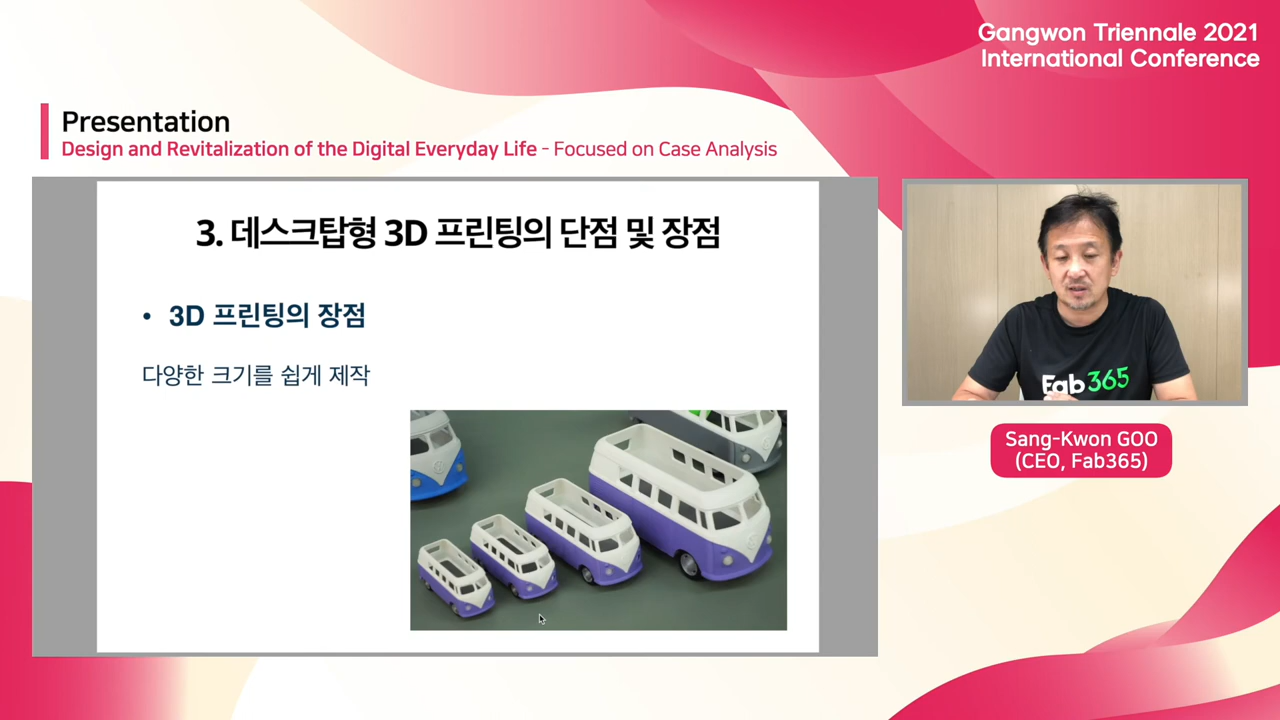 Gangwon Triennale 2021
International Conference
Presentation
Design and Revitalization of the Digital Everyday Life - Focused on Case Analysis
3. 데스크탑형 3D 프린팅의 단점 및 장점
• 3D 프린팅의 장점
다양한 크기를 쉽게 제작
Fab365
Sang-Kwon GOO
(CEO, Fab365)